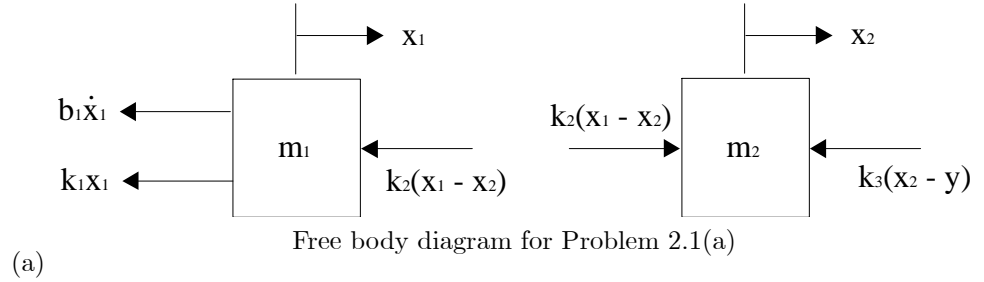 x₁
x₂
b₁ẋ₁
k₂(x₁ - x₂)
m₁
m₂
k₁x₁
k₂(x₁ - x₂)
k₃(x₂ - y)
Free body diagram for Problem 2.1(a)
(a)